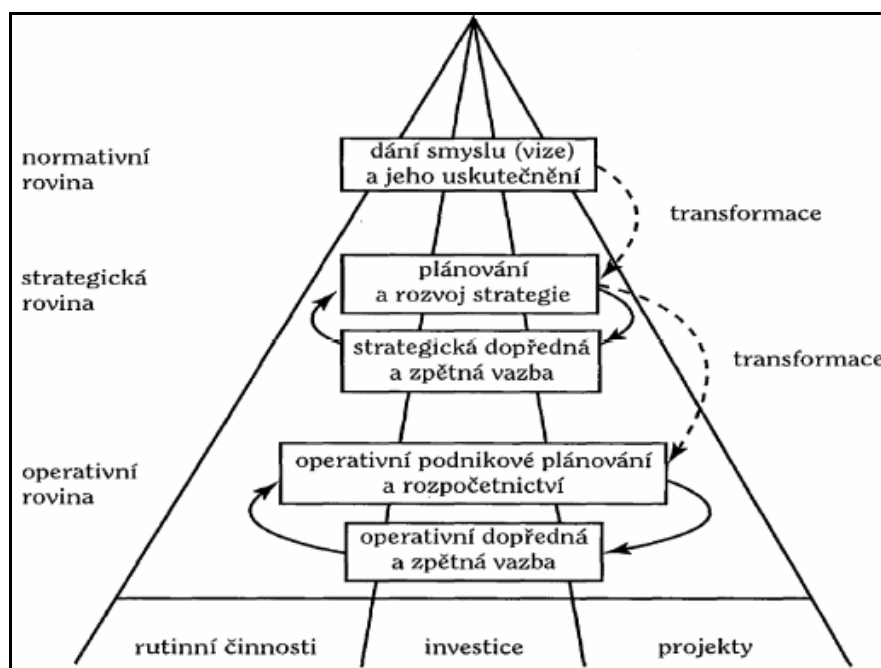 normativní
rovina
dání smyslu (vize)
a jeho uskutečnění
transformace
strategická
rovina
plánování
a rozvoj strategie
strategická dopředná
a zpětná vazba
transformace
operativní
rovina
operativní podnikové plánování
a rozpočetnictví
operativní dopředná
a zpětná vazba
rutinní činnosti
investice
projekty